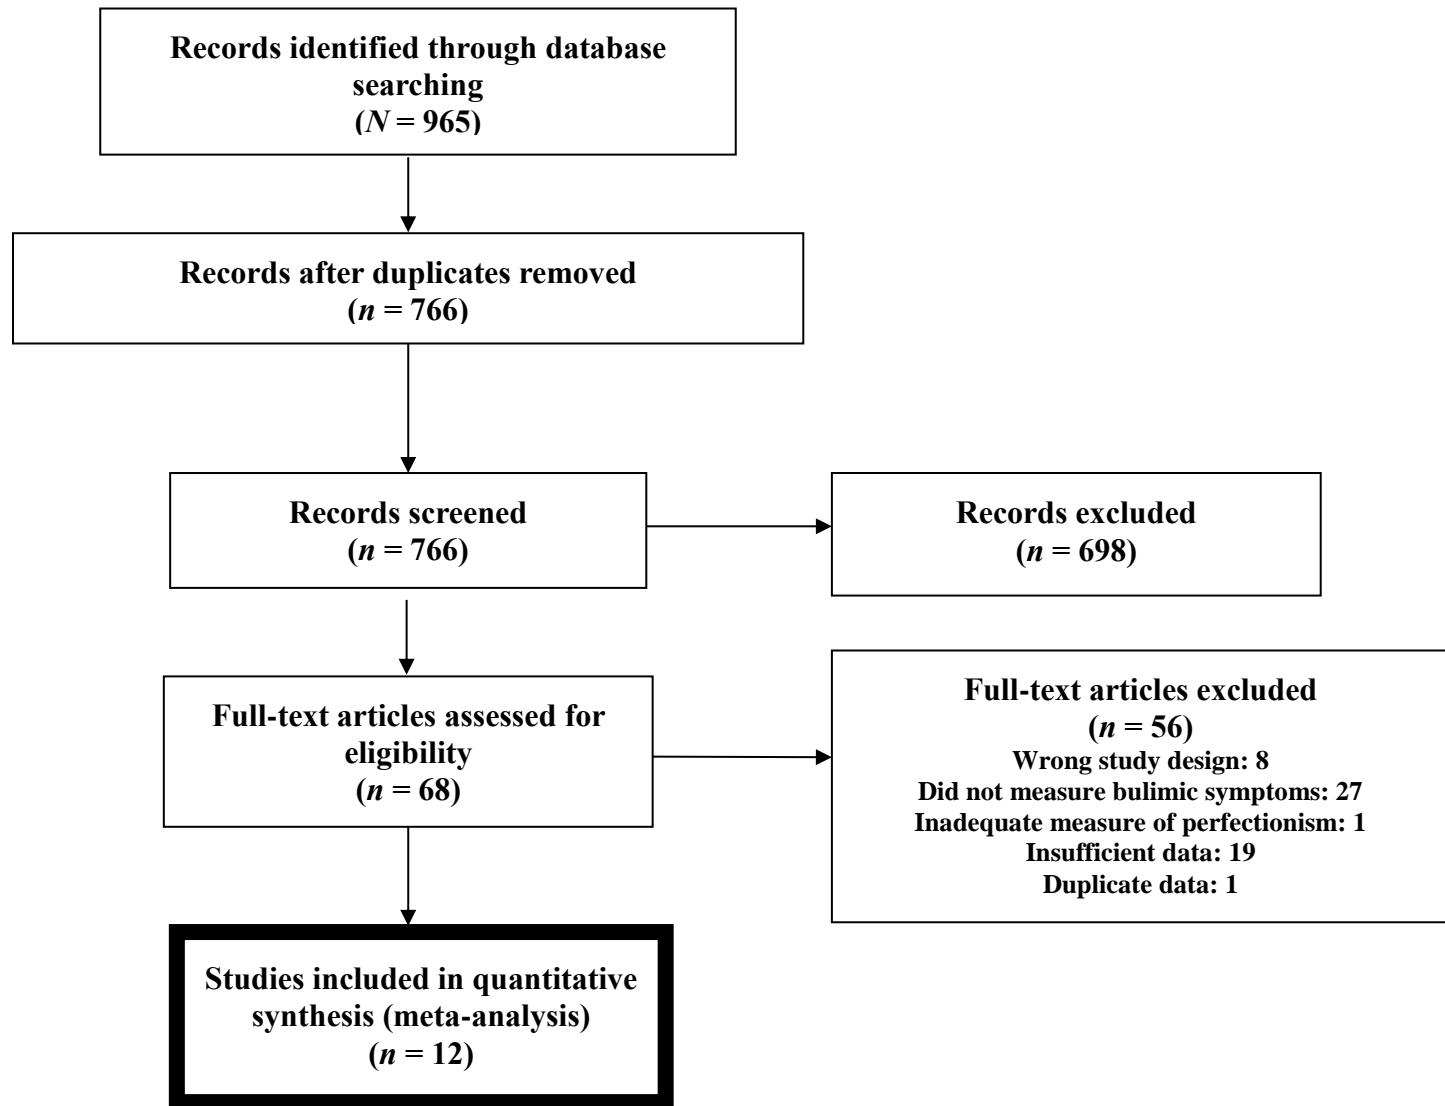 Records identified through database
searching
(N = 965)
Records after duplicates removed
(n = 766)
Records screened
(n = 766)
Records excluded
(n = 698)
Full-text articles assessed for
eligibility
(n = 68)
Full-text articles excluded
(n = 56)
Wrong study design: 8
Did not measure bulimic symptoms: 27
Inadequate measure of perfectionism: 1
Insufficient data: 19
Duplicate data: 1
Studies included in quantitative
synthesis (meta-analysis)
(n = 12)